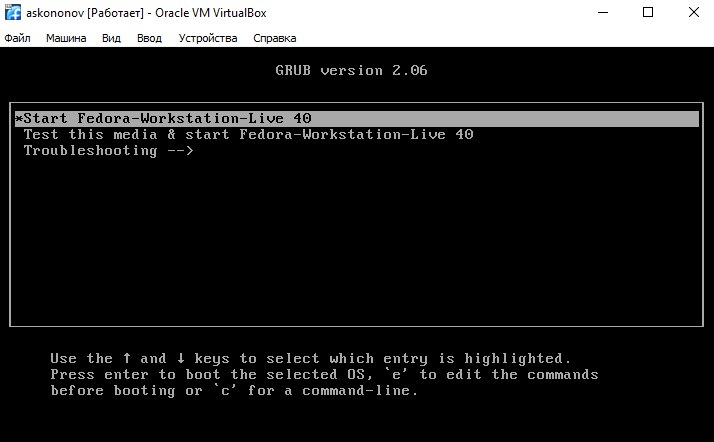 askononov [Работает] - Oracle VM VirtualBox
Файл Машина Вид Ввод Устройства Справка
GRUB version 2.06
*Start Fedora-Workstation-Live 40
Test this media & start Fedora-Workstation-Live 40
Troubleshooting -->
Use the ↑ and ↓ keys to select which entry is highlighted.
Press enter to boot the selected OS, `e' to edit the commands
before booting or `c' for a command-line.